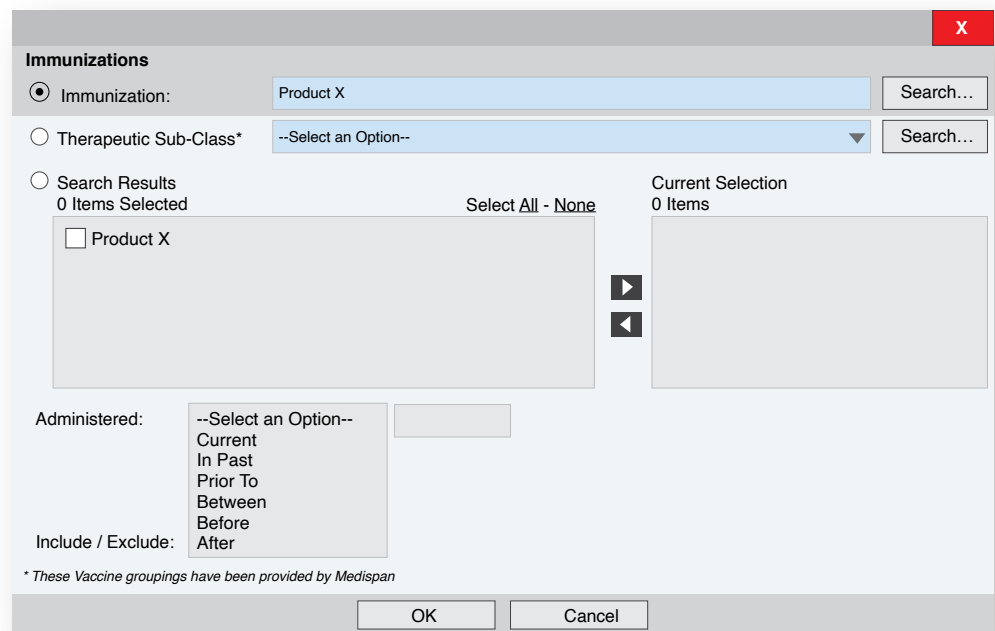 X
Immunizations
Immunization: Product X Search…
Therapeutic Sub-Class* --Select an Option-- Search…
Search Results
0 Items Selected Select All - None
Current Selection
0 Items
Product X
Administered:
--Select an Option--
Current
In Past
Prior To
Between
Before
After
Include / Exclude:
* These Vaccine groupings have been provided by Medispan
OK Cancel